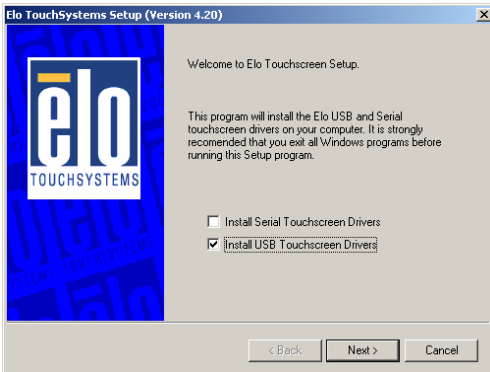 Elo TouchSystems Setup (Version 4.20)
elo
TOUCHSYSTEMS
Welcome to Elo Touchscreen Setup.
This program will install the Elo USB and Serial
touchscreen drivers on your computer. It is strongly
recomended that you exit all Windows programs before
running this Setup program.
Install Serial Touchscreen Drivers
Install USB Touchscreen Drivers
< Back
Next >
Cancel